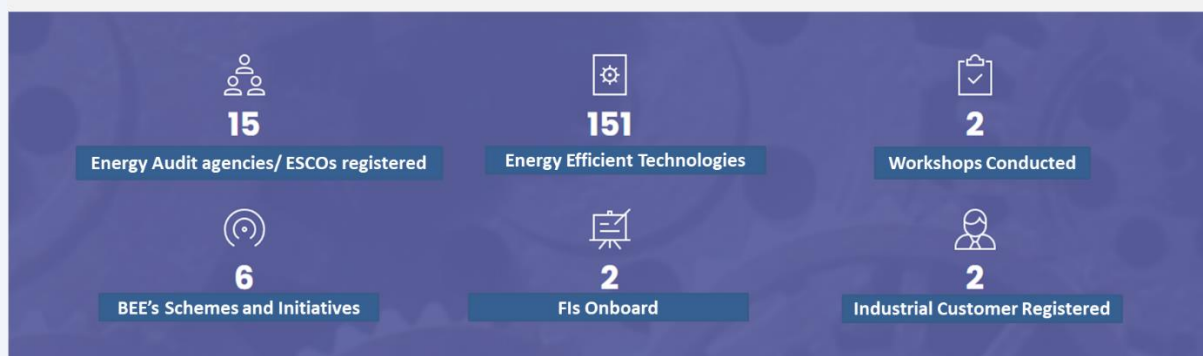 15
Energy Audit agencies/ ESCOs registered
151
Energy Efficient Technologies
2
Workshops Conducted
6
BEE's Schemes and Initiatives
2
FIs Onboard
2
Industrial Customer Registered